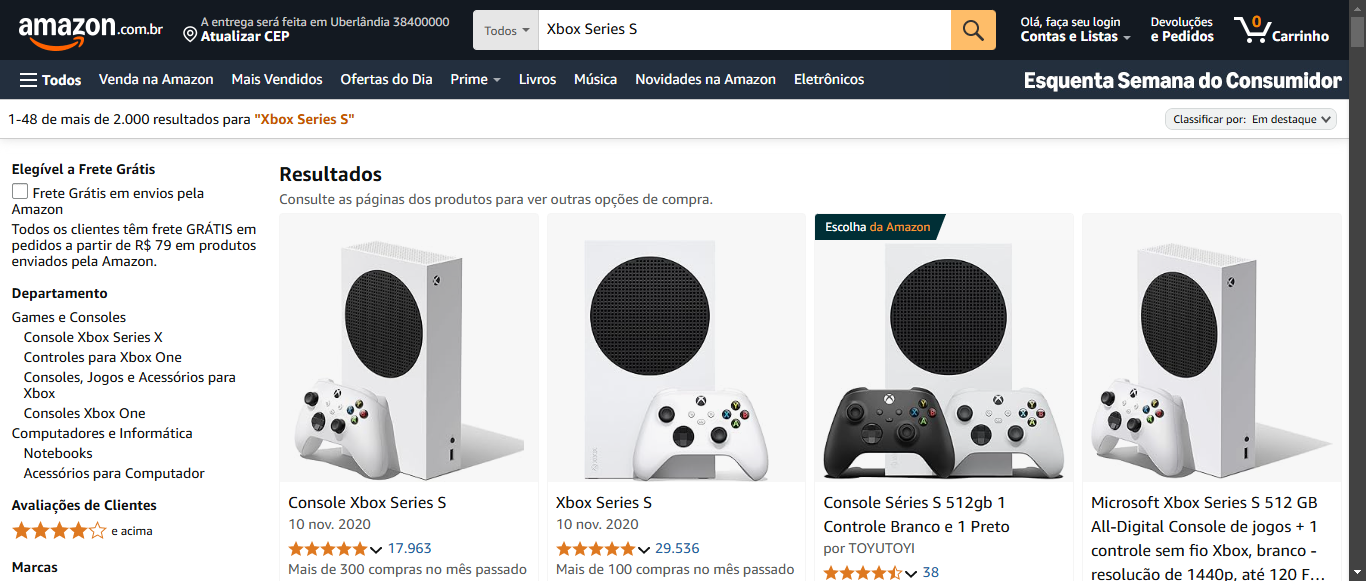 amazon.com.br
A entrega será feita em Uberlândia 38400000
Atualizar CEP
Todos
Xbox Series S
Olá, faça seu login
Contas e Listas
Devoluções
e Pedidos
0
Carrinho
Todos
Venda na Amazon
Mais Vendidos
Ofertas do Dia
Prime
Livros
Música
Novidades na Amazon
Eletrônicos
Esquenta Semana do Consumidor
1-48 de mais de 2.000 resultados para "Xbox Series S"
Classificar por: Em destaque
Elegível a Frete Grátis
Frete Grátis em envios pela
Amazon
Todos os clientes têm frete GRÁTIS em
pedidos a partir de R$ 79 em produtos
enviados pela Amazon.
Departamento
Games e Consoles
Console Xbox Series X
Controles para Xbox One
Consoles, Jogos e Acessórios para
Xbox
Consoles Xbox One
Computadores e Informática
Notebooks
Acessórios para Computador
Avaliações de Clientes
e acima
Marcas
Resultados
Consulte as páginas dos produtos para ver outras opções de compra.
Console Xbox Series S
10 nov. 2020
17.963
Mais de 300 compras no mês passado
Xbox Series S
10 nov. 2020
29.536
Mais de 100 compras no mês passado
Escolha da Amazon
Console Séries S 512gb 1
Controle Branco e 1 Preto
por TOYUTOYI
38
Microsoft Xbox Series S 512 GB
All-Digital Console de jogos + 1
controle sem fio Xbox, branco -
resolução de 1440p, até 120 F…